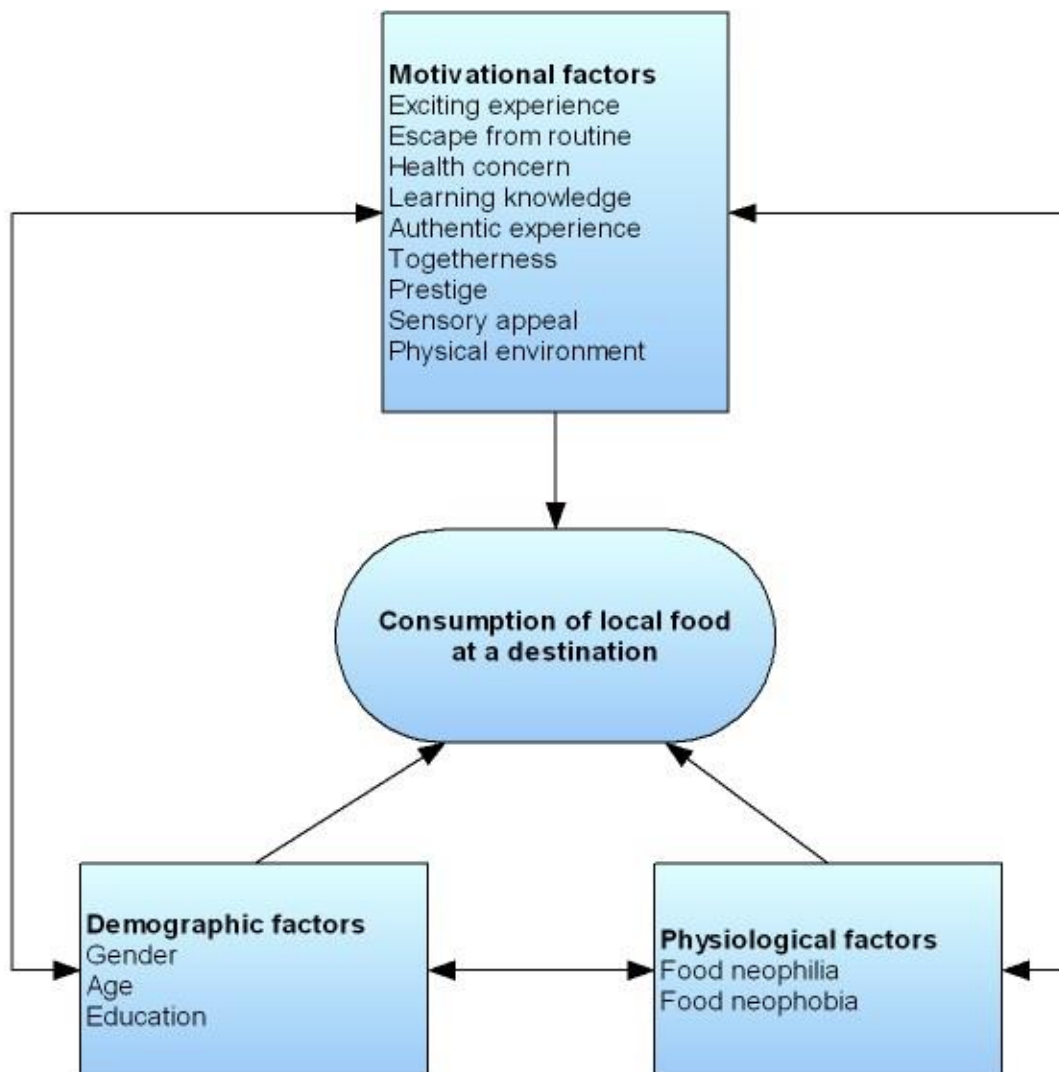 Motivational factors
Exciting experience
Escape from routine
Health concern
Learning knowledge
Authentic experience
Togetherness
Prestige
Sensory appeal
Physical environment
Consumption of local food
at a destination
Demographic factors
Gender
Age
Education
Physiological factors
Food neophilia
Food neophobia